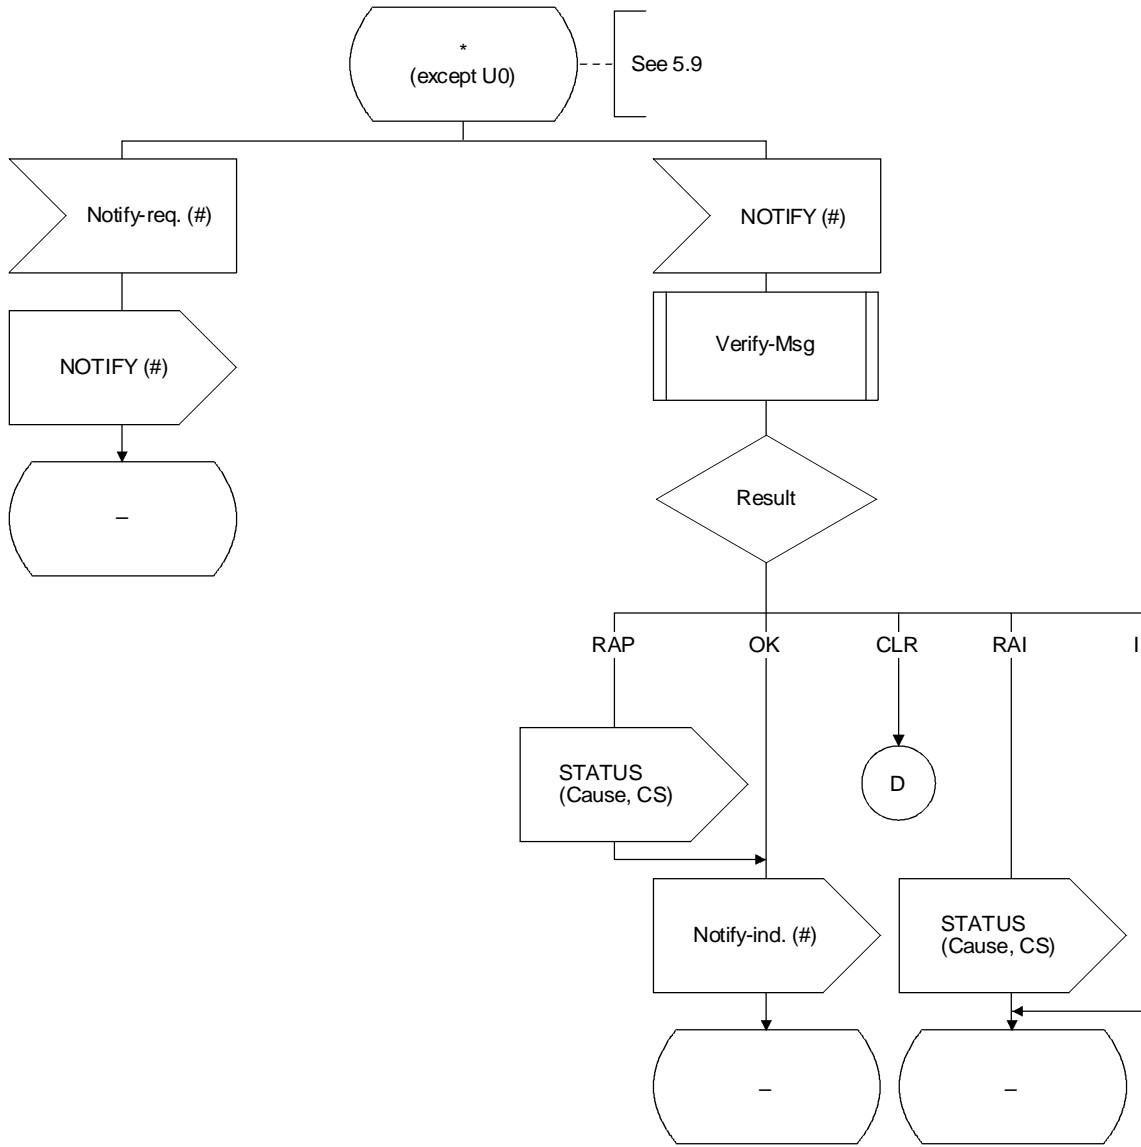 *
(except U0)
See 5.9
Notify-req. (#)
NOTIFY (#)
NOTIFY (#)
Verify-Msg
NOTIFY (#)
–
Result
RAP
OK
CLR
RAI
I
STATUS
(Cause, CS)
D
Notify-ind. (#)
STATUS
(Cause, CS)
–
–